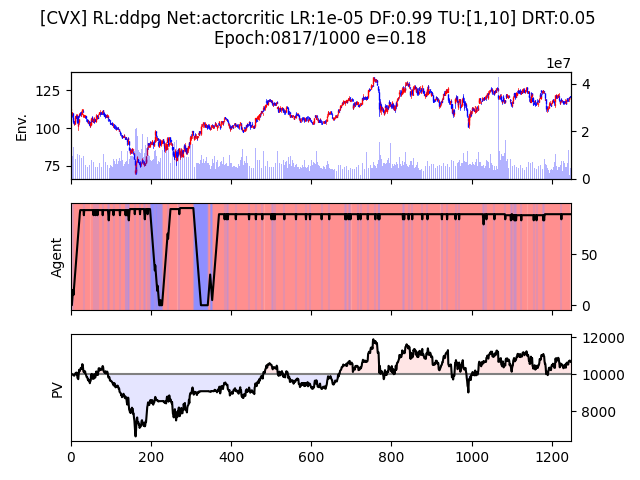 [CVX] RL:ddpg Net:actorcritic LR:1e-05 DF:0.99 TU:[1,10] DRT:0.05
Epoch:0817/1000 e=0.18
1e7
125
100
75
Env.
4
2
0
Agent
50
0
PV
12000
10000
8000
0 200 400 600 800 1000 1200